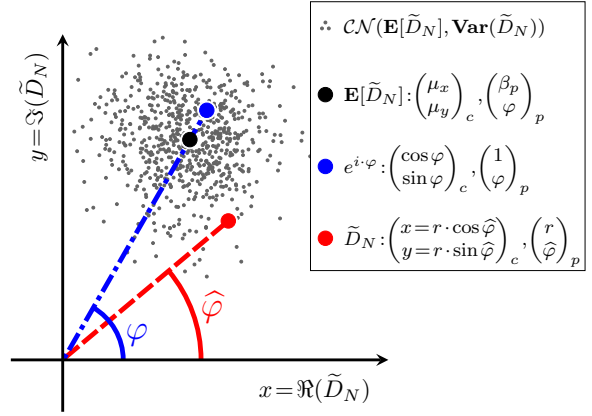 𝒞𝒩(𝐄[D̃_N], 𝐕𝐚𝐫(D̃_N))
𝐄[D̃_N]: (μ_x μ_y)_c, (β_p φ)_p
e^{i·φ}: (cos φ sin φ)_c, (1 φ)_p
D̃_N: (x=r·cos φ̂ y=r·sin φ̂)_c, (r φ̂)_p
y=ℑ(D̃_N)
φ
φ̂
x=ℜ(D̃_N)